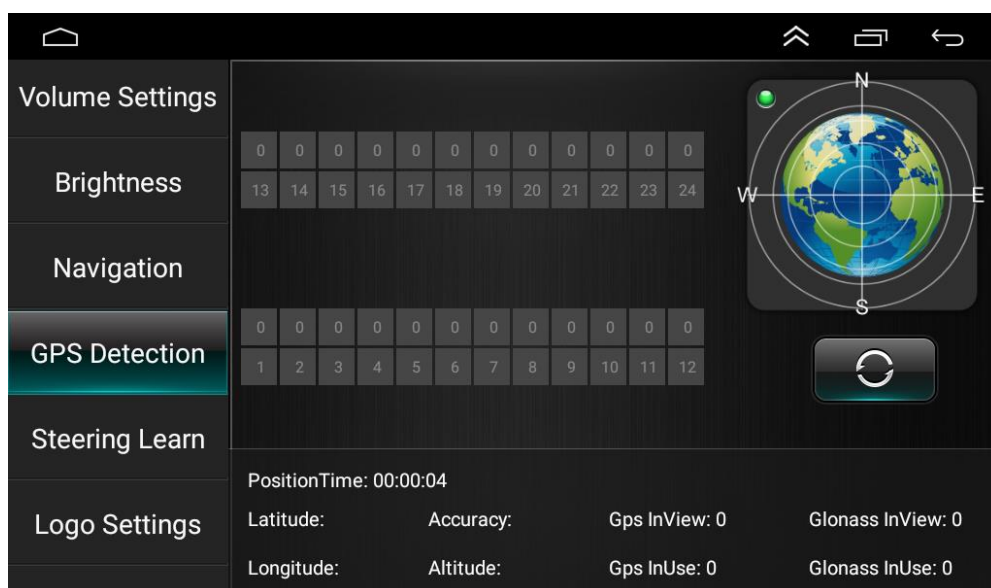 Volume Settings
Brightness
Navigation
GPS Detection
Steering Learn
Logo Settings
0 0 0 0 0 0 0 0 0 0 0 0
13 14 15 16 17 18 19 20 21 22 23 24
0 0 0 0 0 0 0 0 0 0 0 0
1 2 3 4 5 6 7 8 9 10 11 12
N
W E
S
PositionTime: 00:00:04
Latitude: Accuracy: Gps InView: 0 Glonass InView: 0
Longitude: Altitude: Gps InUse: 0 Glonass InUse: 0